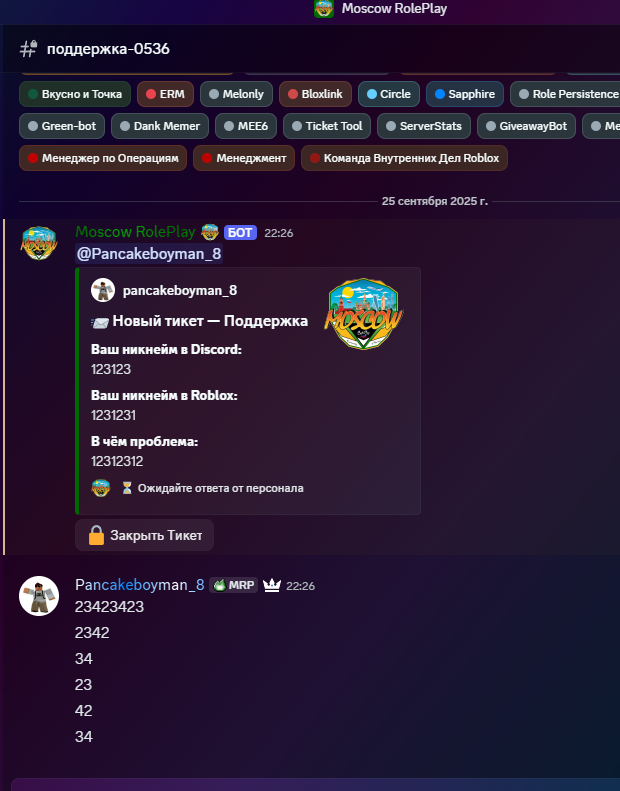 Moscow RolePlay
поддержка-0536
Вкусно и Точка ERM Melonly Bloxlink Circle Sapphire Role Persistence
Green-bot Dank Memer MEE6 Ticket Tool ServerStats GiveawayBot Me
Менеджер по Операциям Менеджмент Команда Внутренних Дел Roblox
25 сентября 2025 г.
Moscow RolePlay БОТ 22:26
@Pancakeboyman_8
pancakeboyman_8
MOSCOW
Новый тикет — Поддержка
Ваш никнейм в Discord:
123123
Ваш никнейм в Roblox:
1231231
В чём проблема:
12312312
Ожидайте ответа от персонала
Закрыть Тикет
Pancakeboyman_8 MRP 22:26
23423423
2342
34
23
42
34